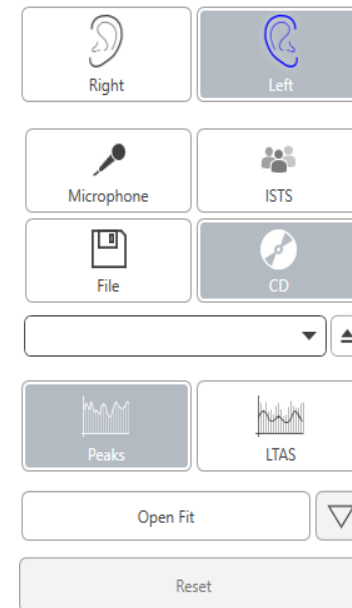 Right
Left
Microphone
ISTS
File
CD
Peaks
LTAS
Open Fit
Reset